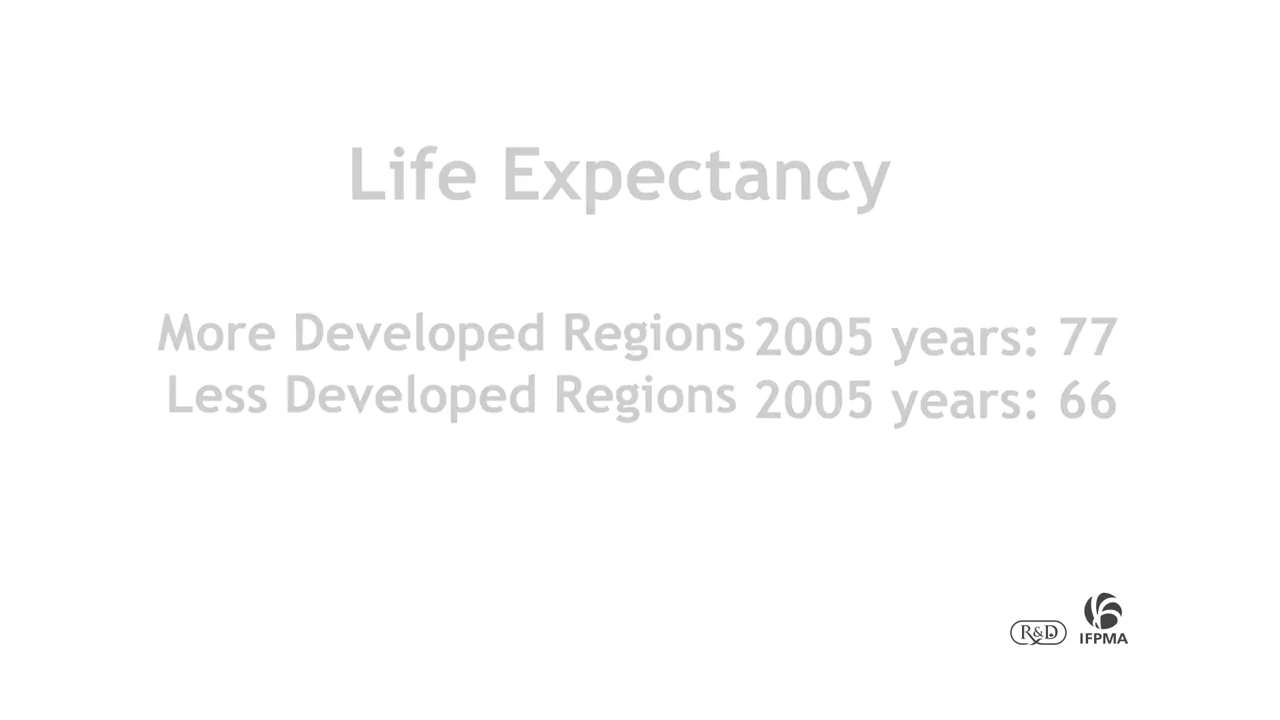 Life Expectancy
More Developed Regions 2005 years: 77
Less Developed Regions 2005 years: 66
R&D IFPMA